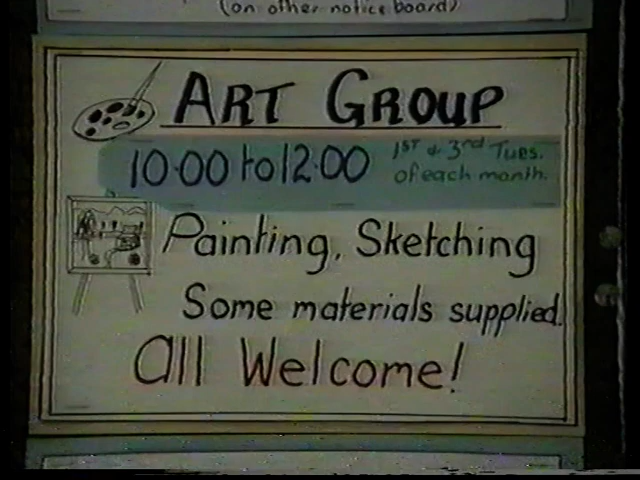 (on other notice board)
ART GROUP
10.00 to 12.00
1ST & 3rd TUES.
of each month.
Painting, Sketching
Some materials supplied.
All Welcome!